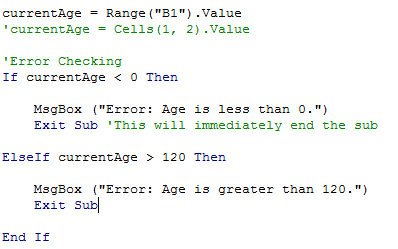 currentAge = Range("B1").Value
'currentAge = Cells(1, 2).Value
'Error Checking
If currentAge < 0 Then
MsgBox ("Error: Age is less than 0.")
Exit Sub 'This will immediately end the sub
ElseIf currentAge > 120 Then
MsgBox ("Error: Age is greater than 120.")
Exit Sub
End If